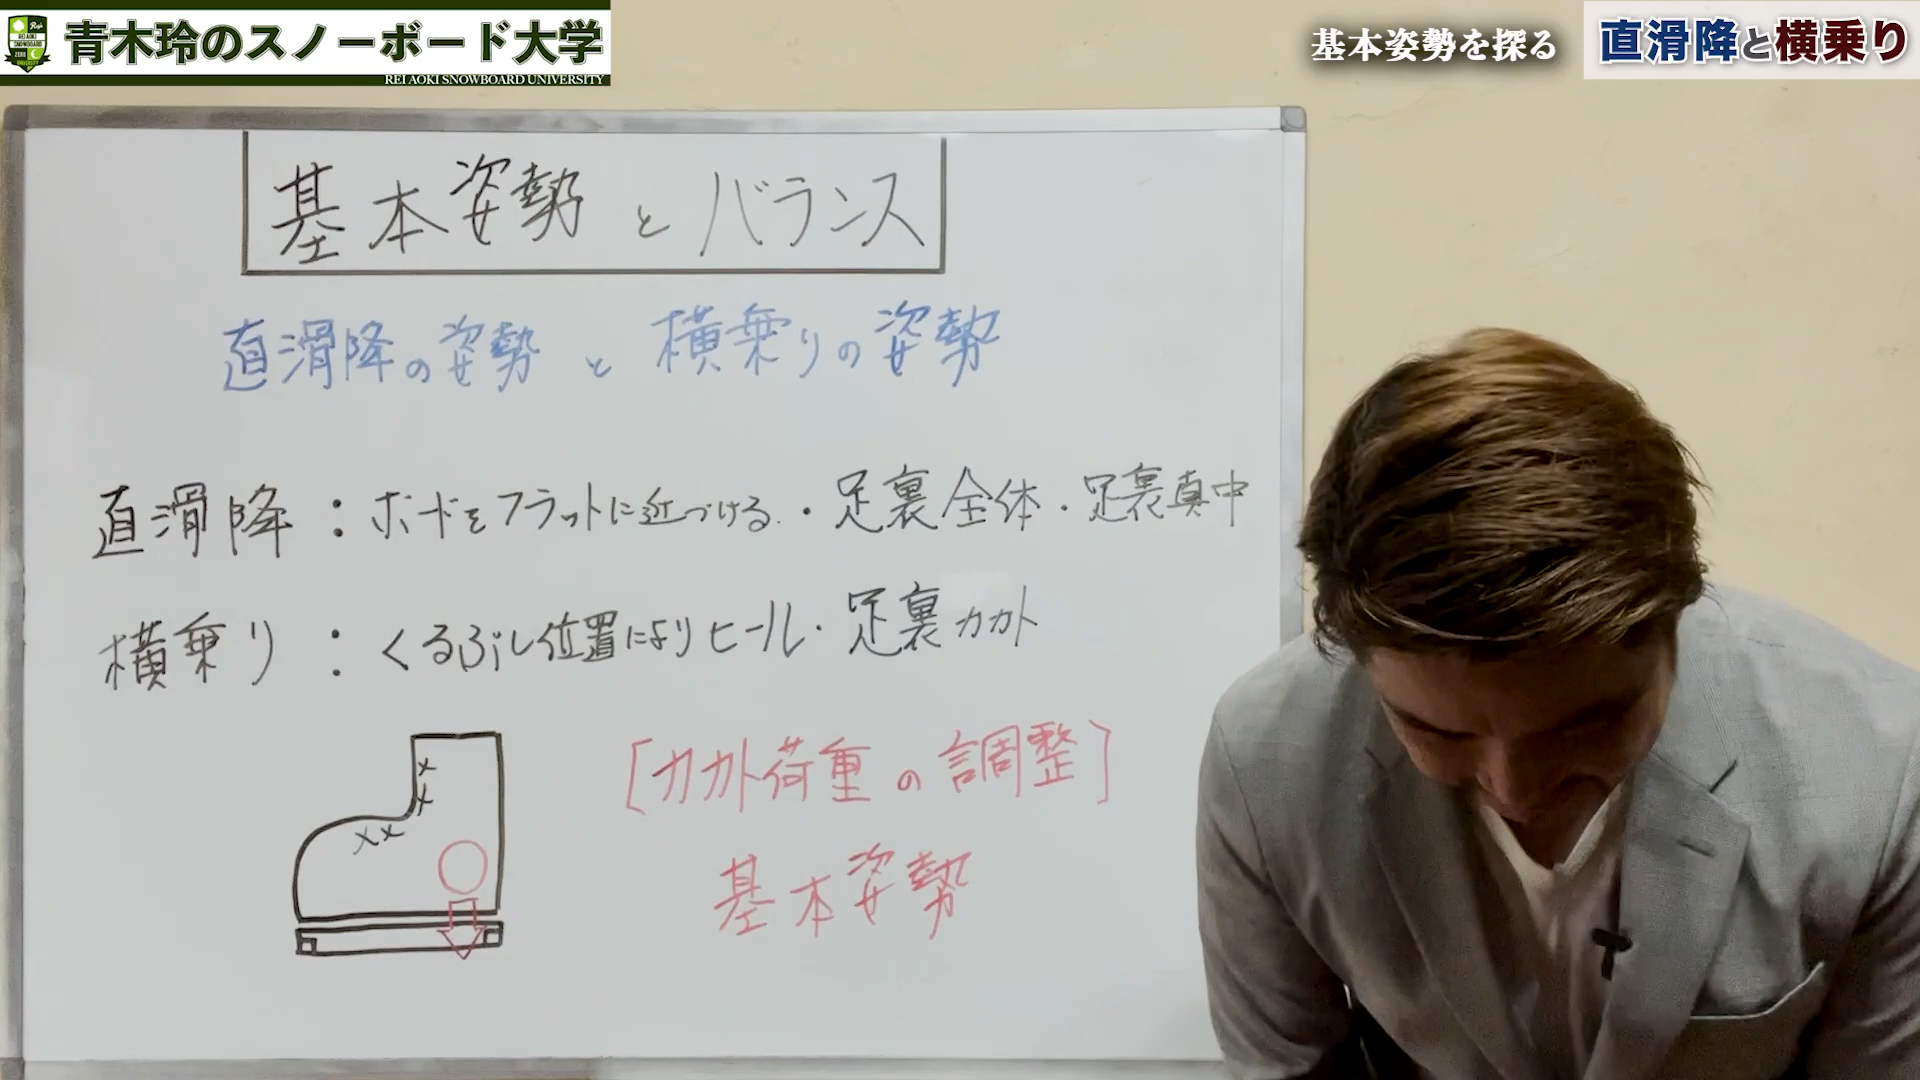 青木玲のスノーボード大学
REI AOKI SNOWBOARD UNIVERSITY
基本姿勢を探る
直滑降と横乗り
基本姿勢とバランス
直滑降の姿勢と横乗りの姿勢
直滑降：ボードをフラットに近づける・足裏全体・足裏真中
横乗り：くるぶし位置によりヒール・足裏カカト
[カカト荷重の調整]
基本姿勢